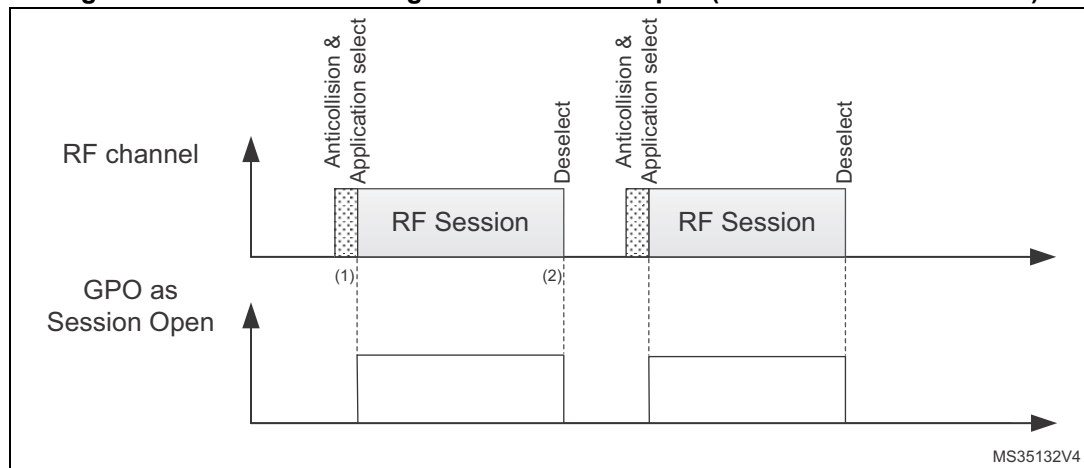 Anticollision &
Application select
Deselect
Anticollision &
Application select
Deselect
RF channel
RF Session
RF Session
(1)
(2)
GPO as
Session Open
MS35132V4